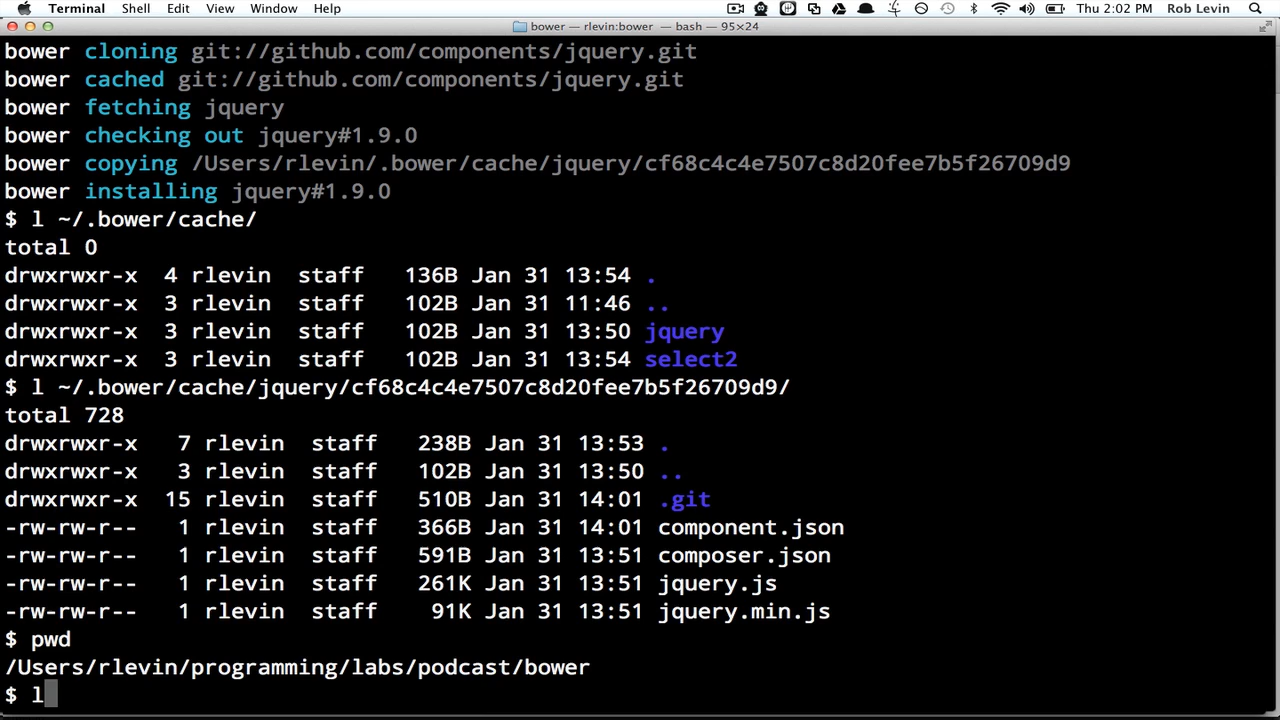 Terminal Shell Edit View Window Help Thu 2:02 PM Rob Levin
bower — rlevin:bower — bash — 95×24
bower cloning git://github.com/components/jquery.git
bower cached git://github.com/components/jquery.git
bower fetching jquery
bower checking out jquery#1.9.0
bower copying /Users/rlevin/.bower/cache/jquery/cf68c4c4e7507c8d20fee7b5f26709d9
bower installing jquery#1.9.0
$ l ~/.bower/cache/
total 0
drwxrwxr-x  4 rlevin  staff   136B Jan 31 13:54 .
drwxrwxr-x  3 rlevin  staff   102B Jan 31 11:46 ..
drwxrwxr-x  3 rlevin  staff   102B Jan 31 13:50 jquery
drwxrwxr-x  3 rlevin  staff   102B Jan 31 13:54 select2
$ l ~/.bower/cache/jquery/cf68c4c4e7507c8d20fee7b5f26709d9/
total 728
drwxrwxr-x   7 rlevin  staff   238B Jan 31 13:53 .
drwxrwxr-x   3 rlevin  staff   102B Jan 31 13:50 ..
drwxrwxr-x  15 rlevin  staff   510B Jan 31 14:01 .git
-rw-rw-r--   1 rlevin  staff   366B Jan 31 14:01 component.json
-rw-rw-r--   1 rlevin  staff   591B Jan 31 13:51 composer.json
-rw-rw-r--   1 rlevin  staff   261K Jan 31 13:51 jquery.js
-rw-rw-r--   1 rlevin  staff    91K Jan 31 13:51 jquery.min.js
$ pwd
/Users/rlevin/programming/labs/podcast/bower
$ l